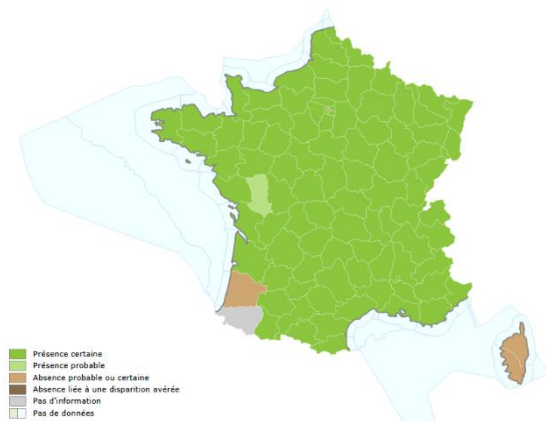 Présence certaine
Présence probable
Absence probable ou certaine
Absence liée à une disparition avérée
Pas d'information
Pas de données